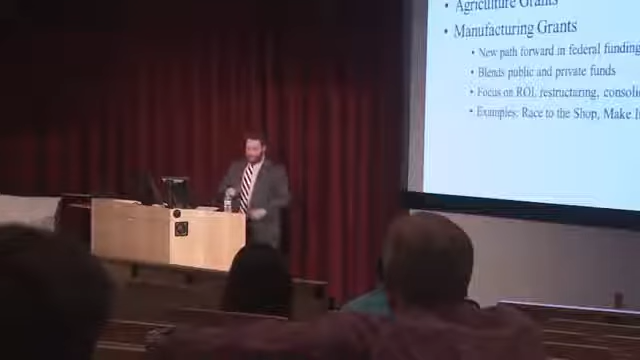 • Agriculture Grants
• Manufacturing Grants
• New path forward in federal funding
• Blends public and private funds
• Focus on ROI, restructuring, consoli
• Examples: Race to the Shop, Make I